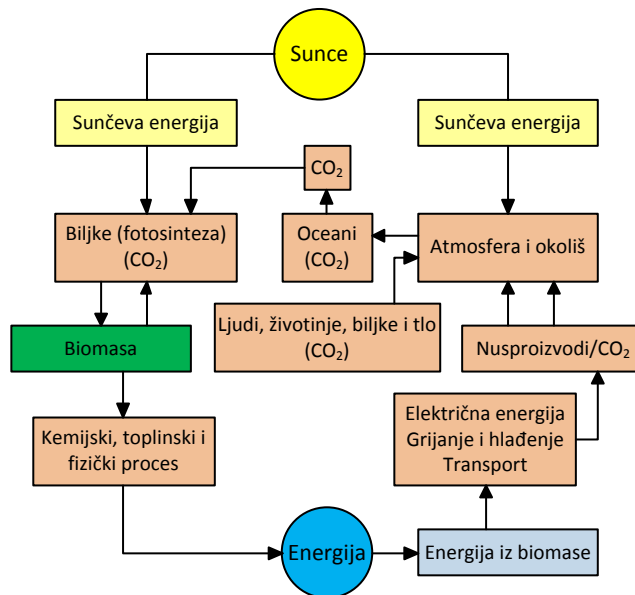 Sunce
Sunčeva energija
Sunčeva energija
CO₂
Biljke (fotosinteza)
(CO₂)
Oceani
(CO₂)
Atmosfera i okoliš
Ljudi, životinje, biljke i tlo
(CO₂)
Biomasa
Nusproizvodi/CO₂
Kemijski, toplinski i
fizički proces
Električna energija
Grijanje i hlađenje
Transport
Energija
Energija iz biomase